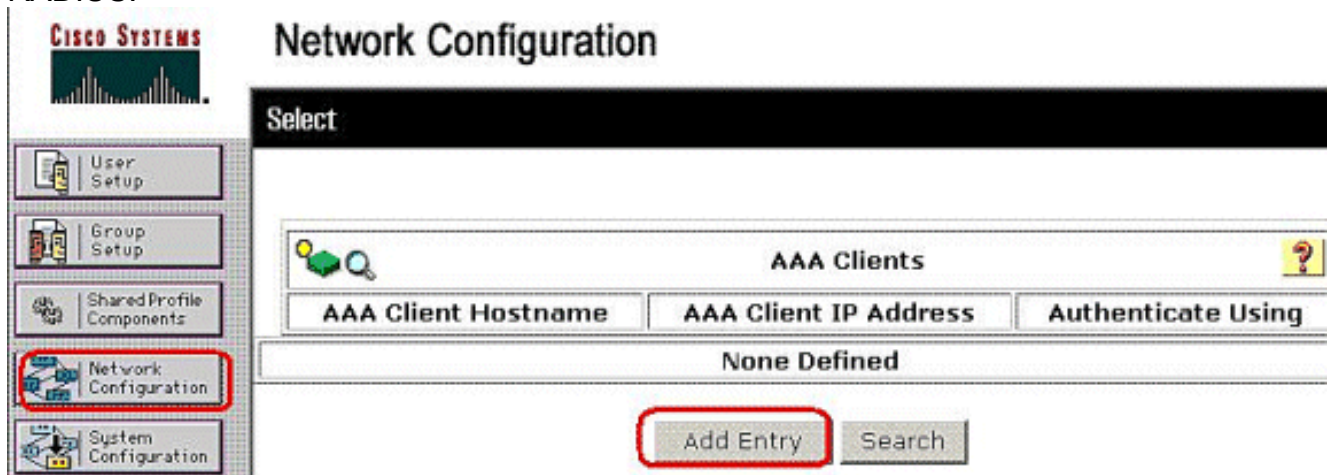 RADIUS.
CISCO SYSTEMS
Network Configuration
Select
User
Setup
Group
Setup
Shared Profile
Components
Network
Configuration
System
Configuration
AAA Clients
?
AAA Client Hostname AAA Client IP Address Authenticate Using
None Defined
Add Entry Search